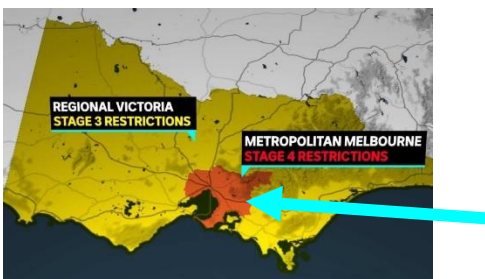 REGIONAL VICTORIA
STAGE 3 RESTRICTIONS
METROPOLITAN MELBOURNE
STAGE 4 RESTRICTIONS